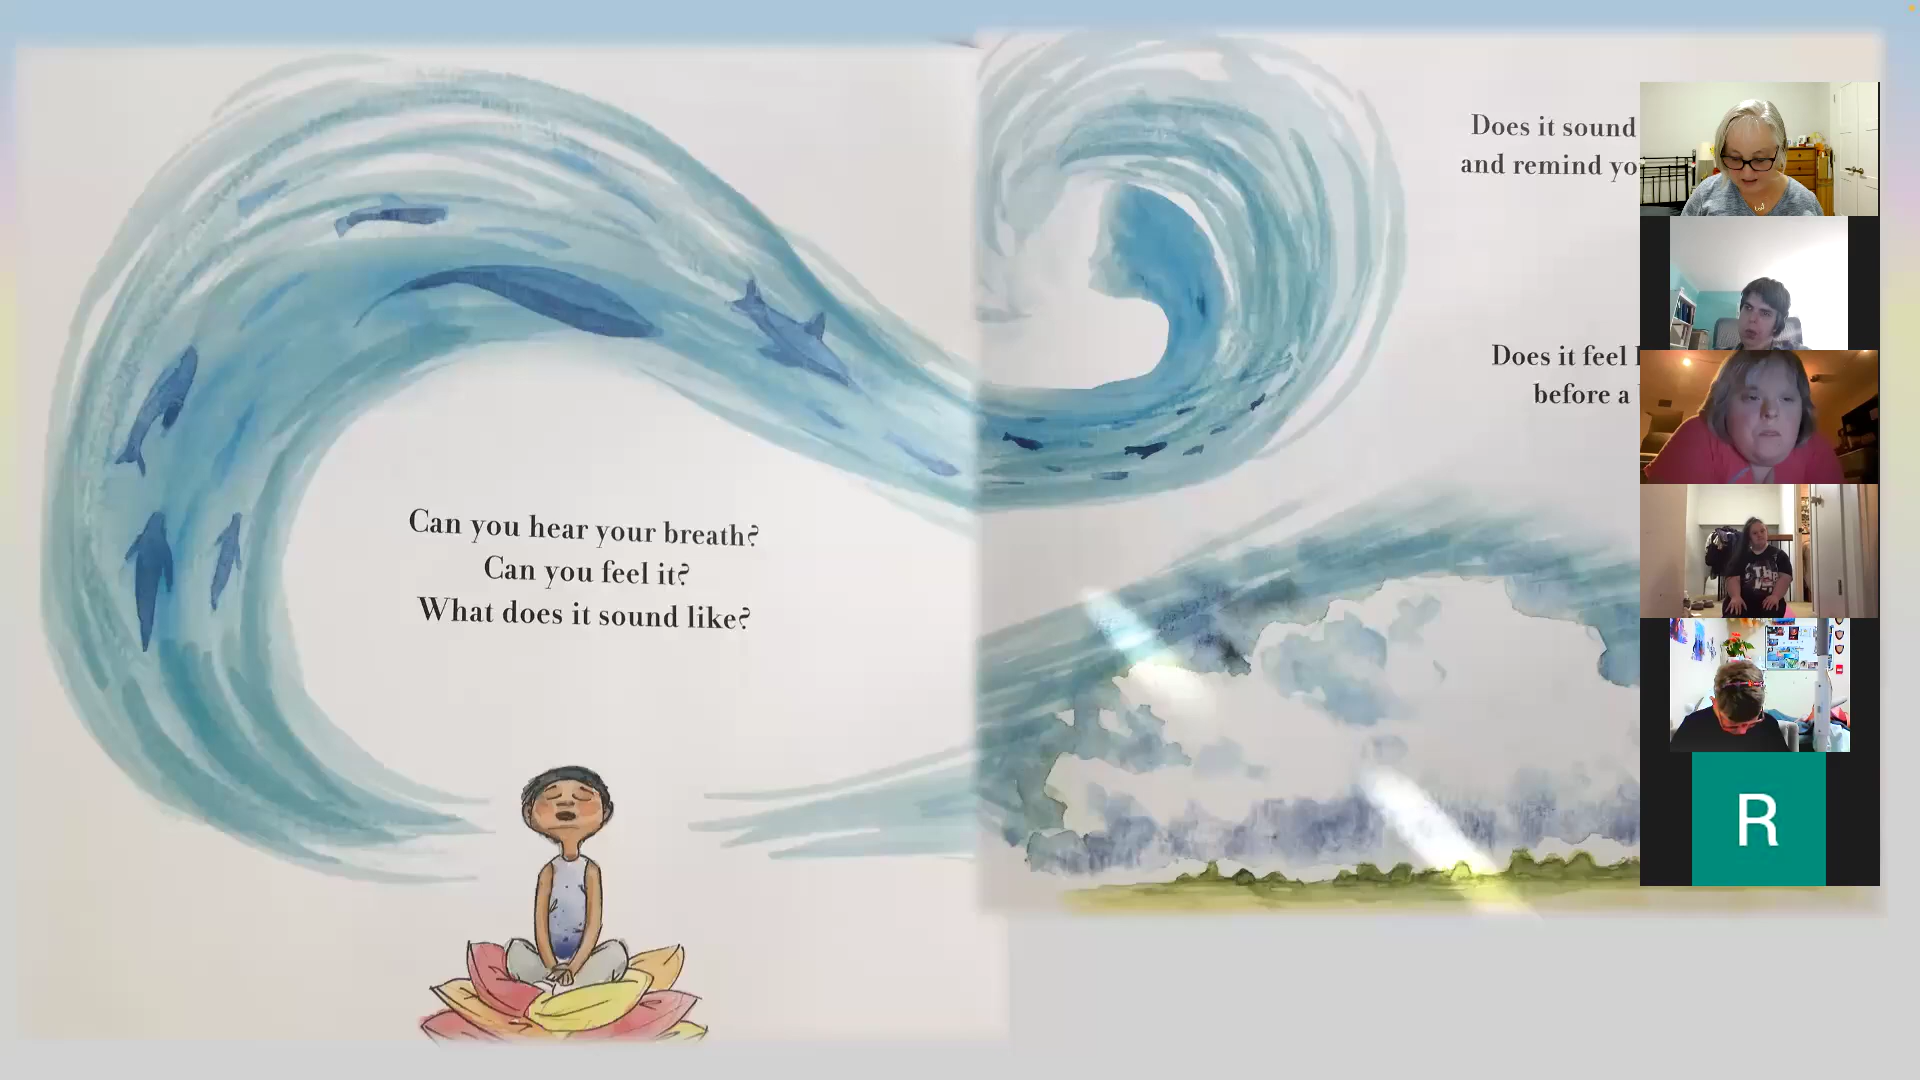 Can you hear your breath?
Can you feel it?
What does it sound like?
Does it sound
and remind yo
Does it feel
before a
R